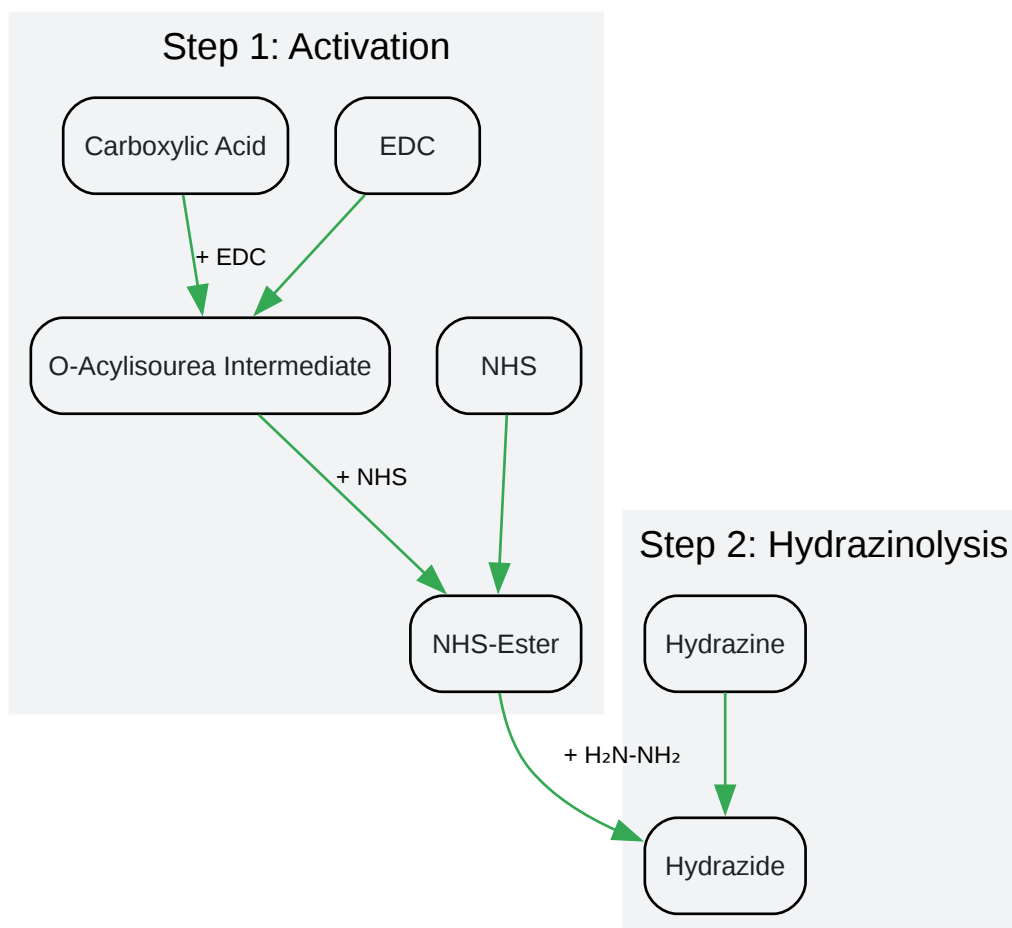 Step 1: Activation
Carboxylic Acid
EDC
+ EDC
O-Acylisourea Intermediate
NHS
+ NHS
Step 2: Hydrazinolysis
NHS-Ester
Hydrazine
+ H₂N-NH₂
Hydrazide